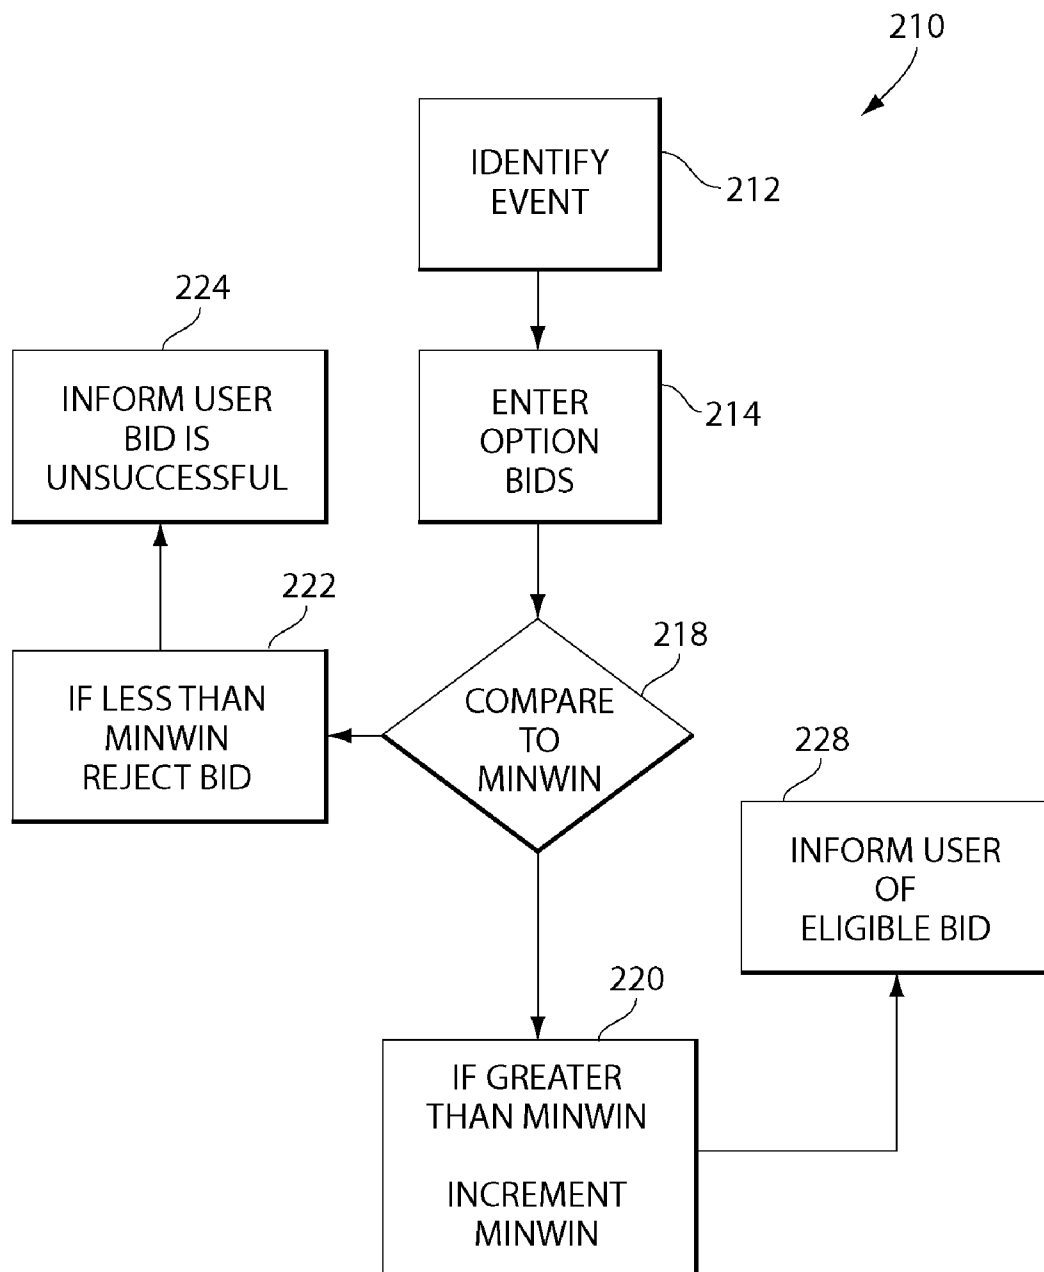 210
IDENTIFY
EVENT
212
224
INFORM USER
BID IS
UNSUCCESSFUL
ENTER
OPTION
BIDS
214
222
IF LESS THAN
MINWIN
REJECT BID
218
COMPARE
TO
MINWIN
228
INFORM USER
OF
ELIGIBLE BID
220
IF GREATER
THAN MINWIN
INCREMENT
MINWIN